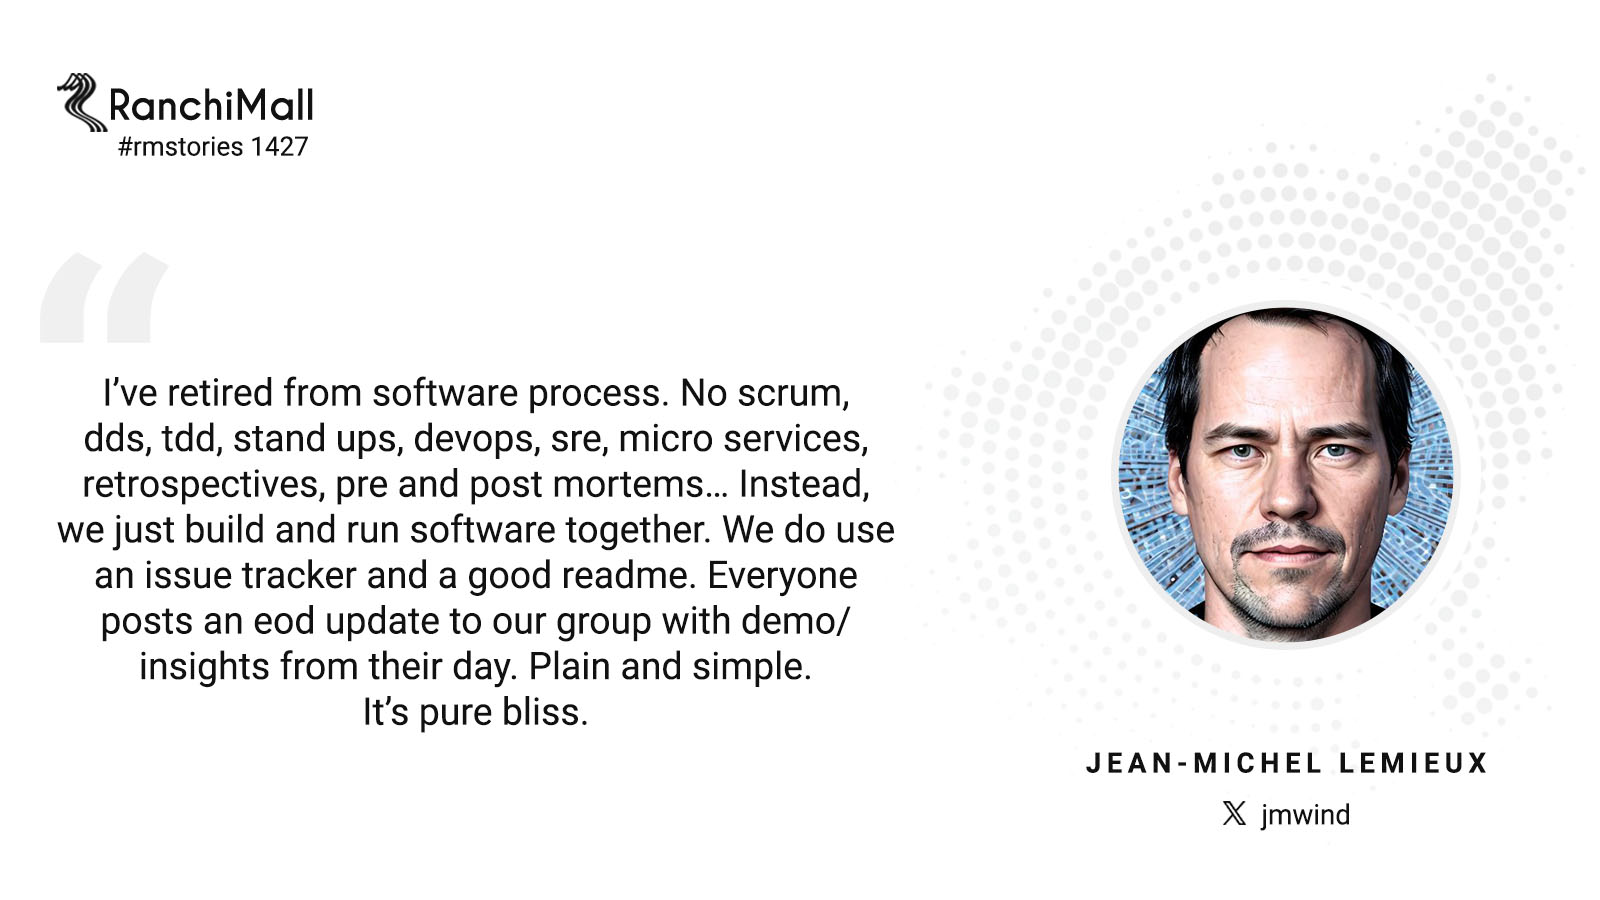 RanchiMall
#rmstories 1427
I’ve retired from software process. No scrum,
dds, tdd, stand ups, devops, sre, micro services,
retrospectives, pre and post mortems… Instead,
we just build and run software together. We do use
an issue tracker and a good readme. Everyone
posts an eod update to our group with demo/
insights from their day. Plain and simple.
It’s pure bliss.
JEAN-MICHEL LEMIEUX
𝕏 jmwind